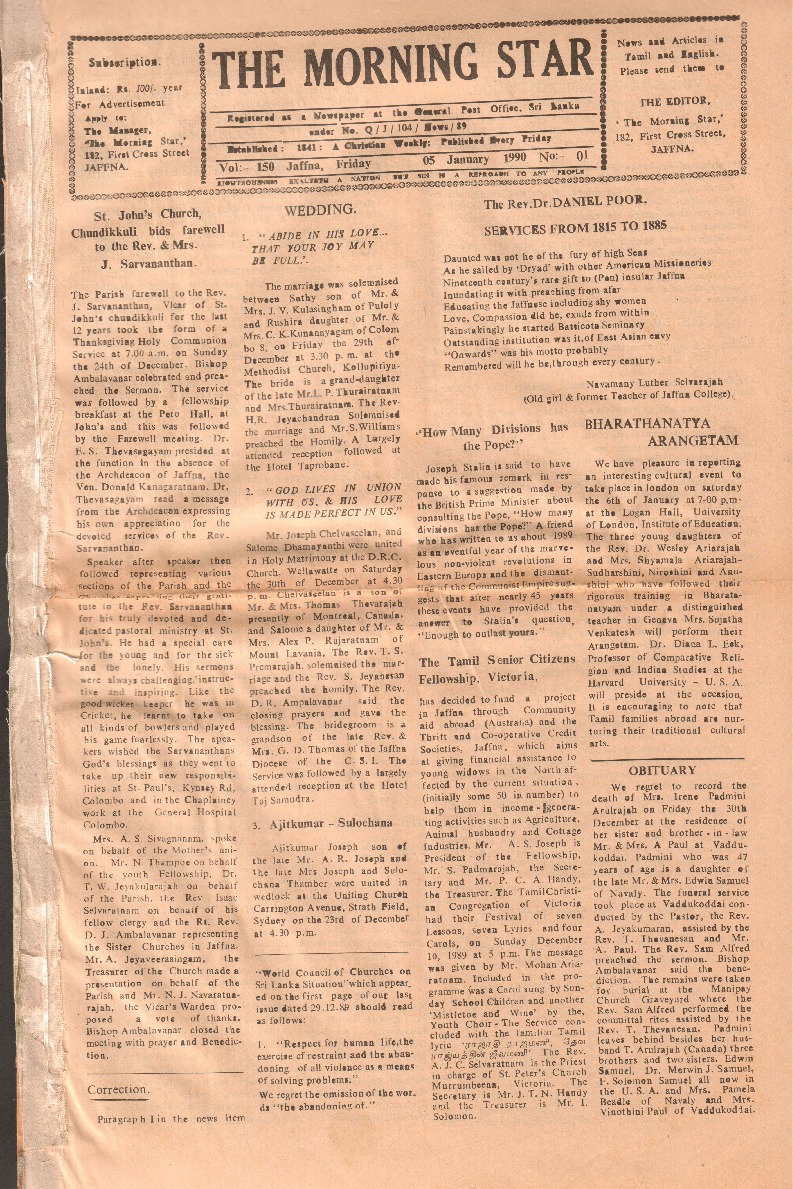 Subscription.
Inland: Rs. 100/- year
For Advertisement
Apply to:
The Manager,
'The Morning Star,'
182, First Cross Street
JAFFNA.
THE MORNING STAR
Registered as a Newspaper at the General Post Office, Sri Lanka
under No. Q/J/104/News/89
Established: 1841: A Christian Weekly: Published Every Friday
Vol:- 150 Jaffna, Friday 05 January 1990 No:- 01
RIGHTOUSNESS EXALTETH A NATION BUT SIN IS A REPROACH TO ANY PEOPLE
News and Articles in
Tamil and English.
Please send them to
THE EDITOR,
'The Morning Star,'
182, First Cross Street,
JAFFNA.
St. John's Church,
Chundikkuli bids farewell
to the Rev. & Mrs.
J. Sarvananthan.
The Parish farewell to the Rev.
J. Sarvananthan, Vicar of St.
John's chundikkuli for the last
12 years took the form of a
Thanksgiving Holy Communion
Service at 7.00 a.m. on Sunday
the 24th of December. Bishop
Ambalavanar celebrated and prea-
ched the Sermon. The service
was followed by a fellowship
breakfast at the Peto Hall, at
John's and this was followed
by the Farewell meeting. Dr.
E. S. Thevasagayam presided at
the function in the absence of
the Archdeacon of Jaffna, the
Ven. Donald Kanagaratnam. Dr.
Thevasagayam read a message
from the Archdeacon expressing
his own appreciation for the
devoted services of the Rev.
Sarvananthan.
Speaker after speaker then
followed representing various
sections of the Parish and the
expressing their grati-
tute to the Rev. Sarvananthan
for his truly devoted and de-
dicated pastoral ministry at St.
John's. He had a special care
for the young and for the sick
and the lonely. His sermons
were always challenging, instruc-
tive and inspiring. Like the
good wicket keeper he was in
Cricket, he learnt to take on
all kinds of bowlers and played
his game fearlessly. The spea-
kers wished the Sarvananthans
God's blessings as they went to
take up their new responsibi-
lities at St. Paul's, Kynsey Rd,
Colombo and in the Chaplaincy
work at the General Hospital
Colombo.
Mrs. A. S. Sivagnanam. spoke
on behalf of the Mother's uni-
on. Mr. N. Thampoe on behalf
of the youth Fellowship, Dr.
T. W. Jeyakularajah on behalf
of the Parish, the Rev Isaac
Selvaratnam on behalf of his
fellow clergy and the Rt. Rev.
D. J. Ambalavanar representing
the Sister Churches in Jaffna.
Mr. A. Jeyaveerasingam, the
Treasurer of the Church made a
presentation on behalf of the
Parish and Mr. N. J. Navaratna-
rajah, the Vicar's Warden pro-
posed a vote of thanks.
Bishop Ambalavanar closed the
meeting with prayer and Benedic-
tion.
Correction.
Paragraph 1 in the news item
WEDDING.
1. "ABIDE IN HIS LOVE...
THAT YOUR JOY MAY
BE FULL.'.
The marriage was solemnised
between Sathy son of Mr. &
Mrs. J. V. Kulasingham of Puloly
and Rushira daughter of Mr. &
Mrs. C. K. Kunanayagam of Colom
bo 8, on Friday the 29th of
December at 3.30 p. m. at the
Methodist Church, Kollupitiya.
The bride is a grand-daughter
of the late Mr. L. P. Thurairatnam
and Mrs. Thurairatnam. The Rev.
H.R. Jeyachandran Solemnised
the marriage and Mr. S. Williams
preached the Homily. A Largely
attended reception followed at
the Hotel Taprobane.
2. "GOD LIVES IN UNION
WITH US, & HIS LOVE
IS MADE PERFECT IN US."
Mr. Joseph Chelvaseelan, and
Salome Dhamayanthi were united
in Holy Matrimony at the D.R.C.
Church. Wellawatte on Saturday
the 30th of December at 4.30
p. m. Chelvaseelan is a son of
Mr. & Mrs. Thomas Thevarajah
presently of Montreal, Canada,
and Salome a daughter of Mr. &
Mrs. Alex P. Rajaratnam of
Mount Lavania. The Rev. T. S.
Premarajah. solemnised the mar-
riage and the Rev. S. Jeyanesan
preached the homily. The Rev.
D. R. Ampalavanar said the
closing prayers and gave the
blessing. The bridegroom is a
gandson of the late Rev. &
Mrs. G. D. Thomas of the Jaffna
Diocese of the C. S. I. The
Service was followed by a largely
attended reception at the Hotel
Taj Samudra.
3. Ajitkumar - Sulochana
Ajitkumar Joseph son of
the late Mr. A. R. Joseph and
the late Mrs Joseph and Sulo-
chana Thamber were united in
wedlock at the Uniting Church
Carrington Avenue, Strath Field,
Sydney on the 23rd of December
at 4.30 p.m.
"World Council of Churches on
Sri Lanka Situation" which appear_
ed on the first page of our last
issue dated 29.12.89 should read
as follows:
1. "Respect for human life, the
exercise of restraint and the aban-
doning of all violence as a means
of solving problems."
We regret the omission of the wor.
ds "the abandoning of."
The Rev. Dr. DANIEL POOR.
SERVICES FROM 1815 TO 1885
Daunted was not he of the fury of high Seas
As he sailed by 'Dryad' with other American Missioneries
Nineteenth century's rare gift to (Pen) insular Jaffna
Inundating it with preaching from afar
Educating the Jaffnese including shy women
Love, Compassion did he, exude from within
Painstakingly he started Batticota Seminary
Outstanding institution was it, of East Asian envy
"Onwards" was his motto probably
Remembered will he be, through every century.
Navamany Luther Selvarajah
(Old girl & former Teacher of Jaffna College).
"How Many Divisions has
the Pope?"
Joseph Stalin is said to have
made his famous remark in res-
ponse to a suggestion made by
the British Prime Minister about
consulting the Pope, "How many
divisions has the Pope?" A friend
who has written to us about 1989
as an eventful year of the marve-
lous non-violent revolutions in
Eastern Europe and the dismant-
ling of the Communist Empire sug-
gests that after nearly 45 years
these events have provided the
answer to Stalin's question,
"Enough to outlast yours."
The Tamil Senior Citizens
Fellowship, Victoria,
has decided to fund a project
in Jaffna through Community
aid abroad (Australia) and the
Thrift and Co-operative Credit
Societies, Jaffna, which aims
at giving financial assistance to
young widows in the North af-
fected by the current situation,
(initially some 50 in number) to
help them in income-genera-
ting activities such as Agriculture,
Animal husbandry and Cottage
Industries. Mr. A. S. Joseph is
President of the Fellowship,
Mr. S. Padmarajah, the Secre-
tary and Mr. P. C. A. Handy,
the Treasurer. The Tamil Christi-
an Congregation of Victoria
had their Festival of seven
Lessons, seven Lyrics and four
Carols, on Sunday December
10, 1989 at 5 p.m. The message
was given by Mr. Mohan Aria-
ratnam. Included in the pro-
gramme was a Carol sung by Sun-
day School Children and another
'Mistletoe and Wine' by the,
Youth Choir - The Service con-
cluded with the familiar Tamil
lyric
The Rev.
A. J. C. Selvaratnam is the Priest
in charge of St. Peter's Church
Murrumbeena, Victoria. The
Secretary is Mr. J. T. N. Handy
and the Treasurer is Mr. I.
Solomon.
BHARATHANATYA
ARANGETAM
We have pleasure in reporting
an interesting cultural event to
take place in london on saturday
the 6th of January at 7-00 p.m-
at the Logan Hall, University
of London, Institute of Education.
The three young daughters of
the Rev. Dr. Wesley Ariarajah
and Mrs. Shyamala Ariarajah-
Sudharshini, Niroshini and Anu-
shini who have followed their
rigorous training in Bharata-
natyam under a distinguished
teacher in Geneva Mrs. Sujatha
Venkatesh will perform their
Arangetam. Dr. Diana L. Eek,
Professor of Comparative Reli-
gion and Indian Studies at the
Harvard University - U. S. A.
will preside at the occasion.
It is encouraging to note that
Tamil families abroad are nur-
turing their traditional cultural
arts.
OBITUARY
We regret to record the
death of Mrs. Irene Padmini
Arulrajah on Friday the 30th
December at the residence of
her sister and brother - in - law
Mr. & Mrs. A Paul at Vaddu-
koddai. Padmini who was 47
years of age is a daughter of
the late Mr. & Mrs. Edwin Samuel
of Navaly. The funeral service
took place at Vaddukoddai con-
ducted by the Pastor, the Rev.
A. Jeyakumaran, assisted by the
Rev. T. Thevanesan and Mr.
A. Paul. The Rev. Sam Alfred
preached the sermon. Bishop
Ambalavanar said the bene-
diction. The remains were taken
for burial at the Manipay
Church Graveyard where the
Rev. Sam Alfred performed the
committal rites assisted by the
Rev. T. Thevanesan. Padmini
leaves behind besides her hus-
band T. Arulrajah (Canada) three
brothers and two sisters. Edwin
Samuel, Dr. Merwin J. Samuel,
F. Solomon Samuel all now in
the U. S. A. and Mrs. Pamela
Beadle of Navaly and Mrs.
Vinothini Paul of Vaddukoddai.